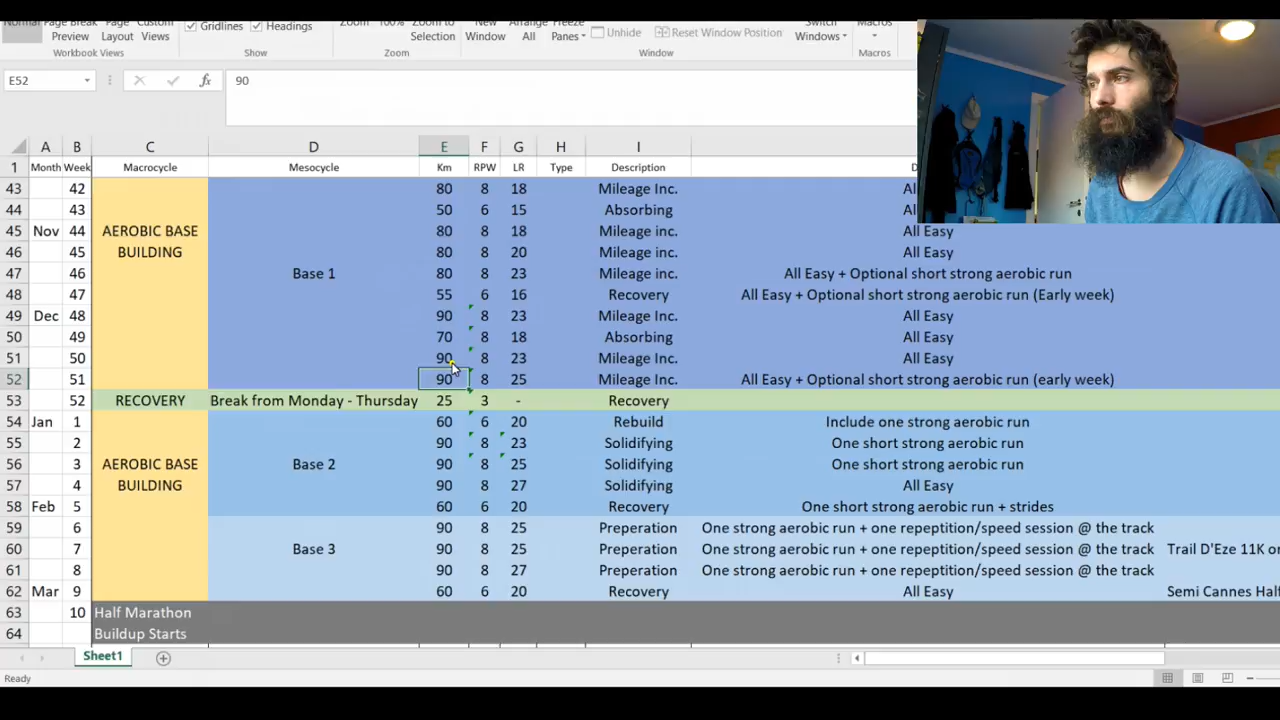 Normal Page Break Page Custom Gridlines Headings Zoom 100% Zoom to New Arrange Freeze Unhide Reset Window Position Switch Macros
Preview Layout Views Selection Window All Panes Windows
Workbook Views Show Zoom Window Macros
E52 fx 90
A B C D E F G H I
1 Month Week Macrocycle Mesocycle Km RPW LR Type Description D
43 42 80 8 18 Mileage Inc. All
44 43 50 6 15 Absorbing All
45 Nov 44 AEROBIC BASE 80 8 18 Mileage Inc. All Easy
46 45 BUILDING 80 8 20 Mileage Inc. All Easy
47 46 Base 1 80 8 23 Mileage inc. All Easy + Optional short strong aerobic run
48 47 55 6 16 Recovery All Easy + Optional short strong aerobic run (Early week)
49 Dec 48 90 8 23 Mileage Inc. All Easy
50 49 70 8 18 Absorbing All Easy
51 50 90 8 23 Mileage Inc. All Easy
52 51 90 8 25 Mileage Inc. All Easy + Optional short strong aerobic run (early week)
53 52 RECOVERY Break from Monday - Thursday 25 3 - Recovery
54 Jan 1 60 6 20 Rebuild Include one strong aerobic run
55 2 90 8 23 Solidifying One short strong aerobic run
56 3 AEROBIC BASE Base 2 90 8 25 Solidifying One short strong aerobic run
57 4 BUILDING 90 8 27 Solidifying All Easy
58 Feb 5 60 6 20 Recovery One short strong aerobic run + strides
59 6 90 8 25 Preperation One strong aerobic run + one repeptition/speed session @ the track
60 7 Base 3 90 8 25 Preperation One strong aerobic run + one repeptition/speed session @ the track Trail D'Eze 11K or
61 8 90 8 27 Preperation One strong aerobic run + one repeptition/speed session @ the track
62 Mar 9 60 6 20 Recovery All Easy Semi Cannes Half
63 10 Half Marathon
64 Buildup Starts
Sheet1
Ready